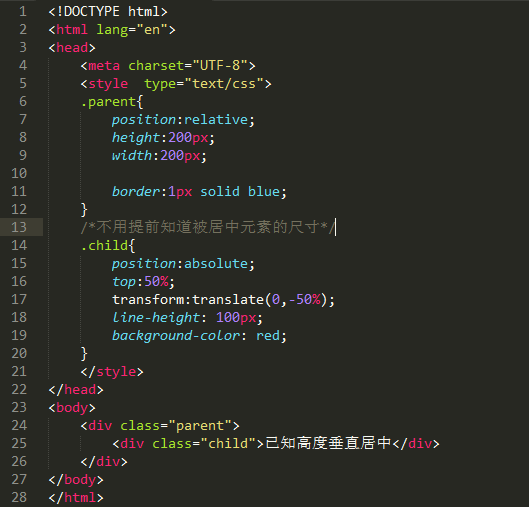 1 <!DOCTYPE html>
2 <html lang="en">
3 <head>
4     <meta charset="UTF-8">
5     <style  type="text/css">
6     .parent{
7         position:relative;
8         height:200px;
9         width:200px;
10
11         border:1px solid blue;
12     }
13     /*不用提前知道被居中元素的尺寸*/
14     .child{
15         position:absolute;
16         top:50%;
17         transform:translate(0,-50%);
18         line-height: 100px;
19         background-color: red;
20     }
21     </style>
22 </head>
23 <body>
24     <div class="parent">
25         <div class="child">已知高度垂直居中</div>
26     </div>
27 </body>
28 </html>